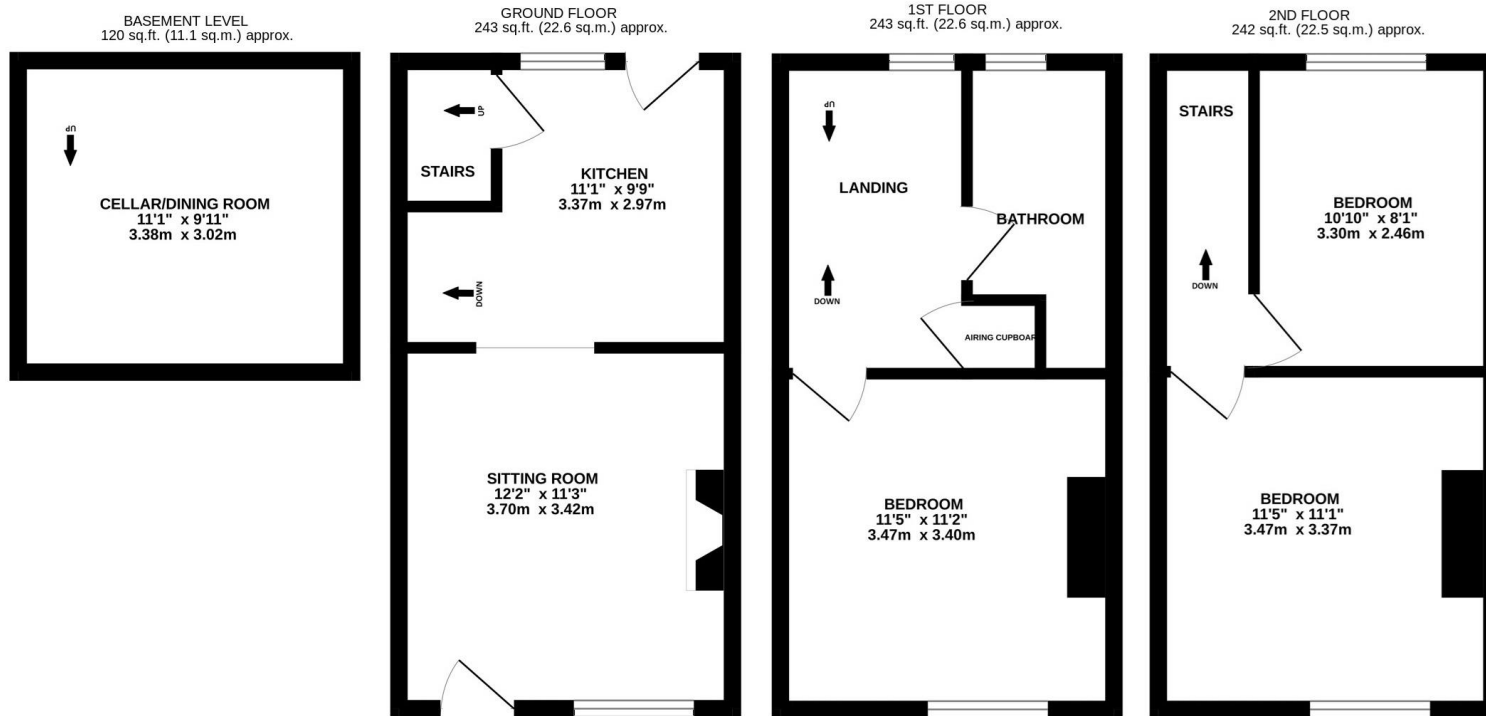 BASEMENT LEVEL
120 sq.ft. (11.1 sq.m.) approx.
UP
CELLAR/DINING ROOM
11'1" x 9'11"
3.38m x 3.02m
GROUND FLOOR
243 sq.ft. (22.6 sq.m.) approx.
UP
STAIRS
KITCHEN
11'1" x 9'9"
3.37m x 2.97m
DOWN
SITTING ROOM
12'2" x 11'3"
3.70m x 3.42m
1ST FLOOR
243 sq.ft. (22.6 sq.m.) approx.
UP
LANDING
BATHROOM
DOWN
AIRING CUPBOAR
BEDROOM
11'5" x 11'2"
3.47m x 3.40m
2ND FLOOR
242 sq.ft. (22.5 sq.m.) approx.
STAIRS
BEDROOM
10'10" x 8'1"
3.30m x 2.46m
DOWN
BEDROOM
11'5" x 11'1"
3.47m x 3.37m